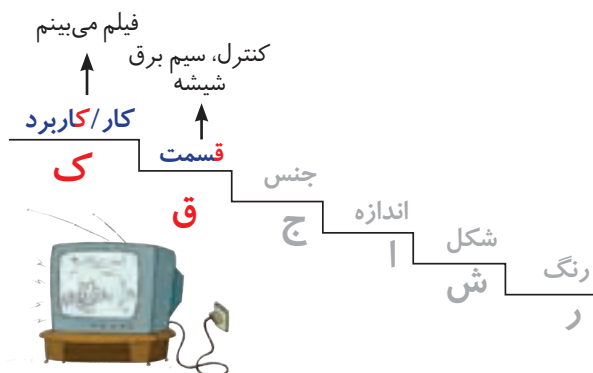 فیلم می‌بینم
کنترل، سیم برق
شیشه
کار/کاربرد
ک
قسمت
ق
جنس
ج
اندازه
ا
شکل
ش
رنگ
ر